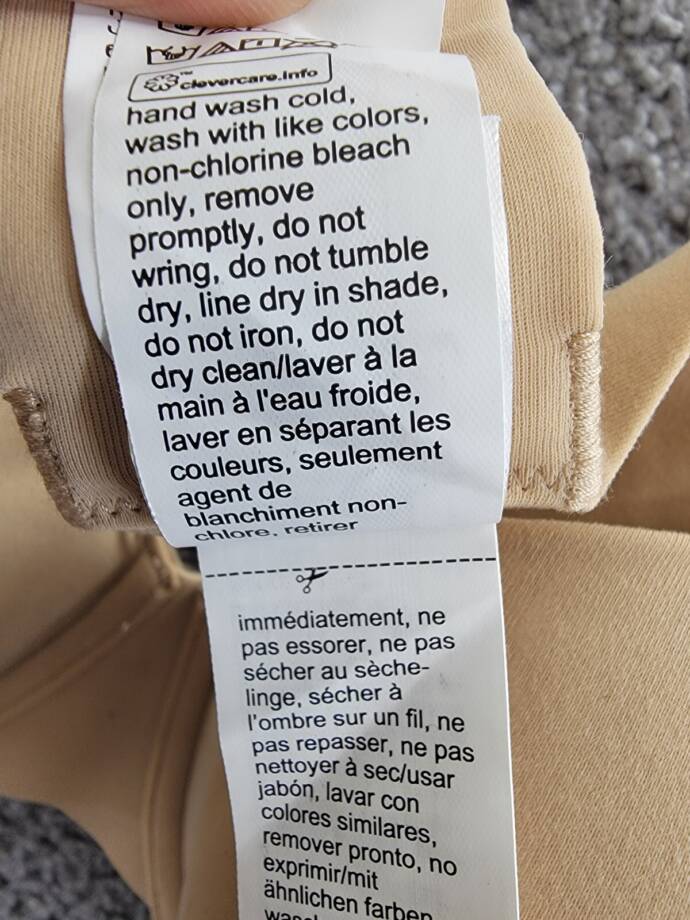 clevercare.info
hand wash cold,
wash with like colors,
non-chlorine bleach
only, remove
promptly, do not
wring, do not tumble
dry, line dry in shade,
do not iron, do not
dry clean/laver à la
main à l'eau froide,
laver en séparant les
couleurs, seulement
agent de
blanchiment non-
chlore, retirer
immédiatement, ne
pas essorer, ne pas
sécher au sèche-
linge, sécher à
l'ombre sur un fil, ne
pas repasser, ne pas
nettoyer à sec/usar
jabón, lavar con
colores similares,
remover pronto, no
exprimir/mit
ähnlichen farben